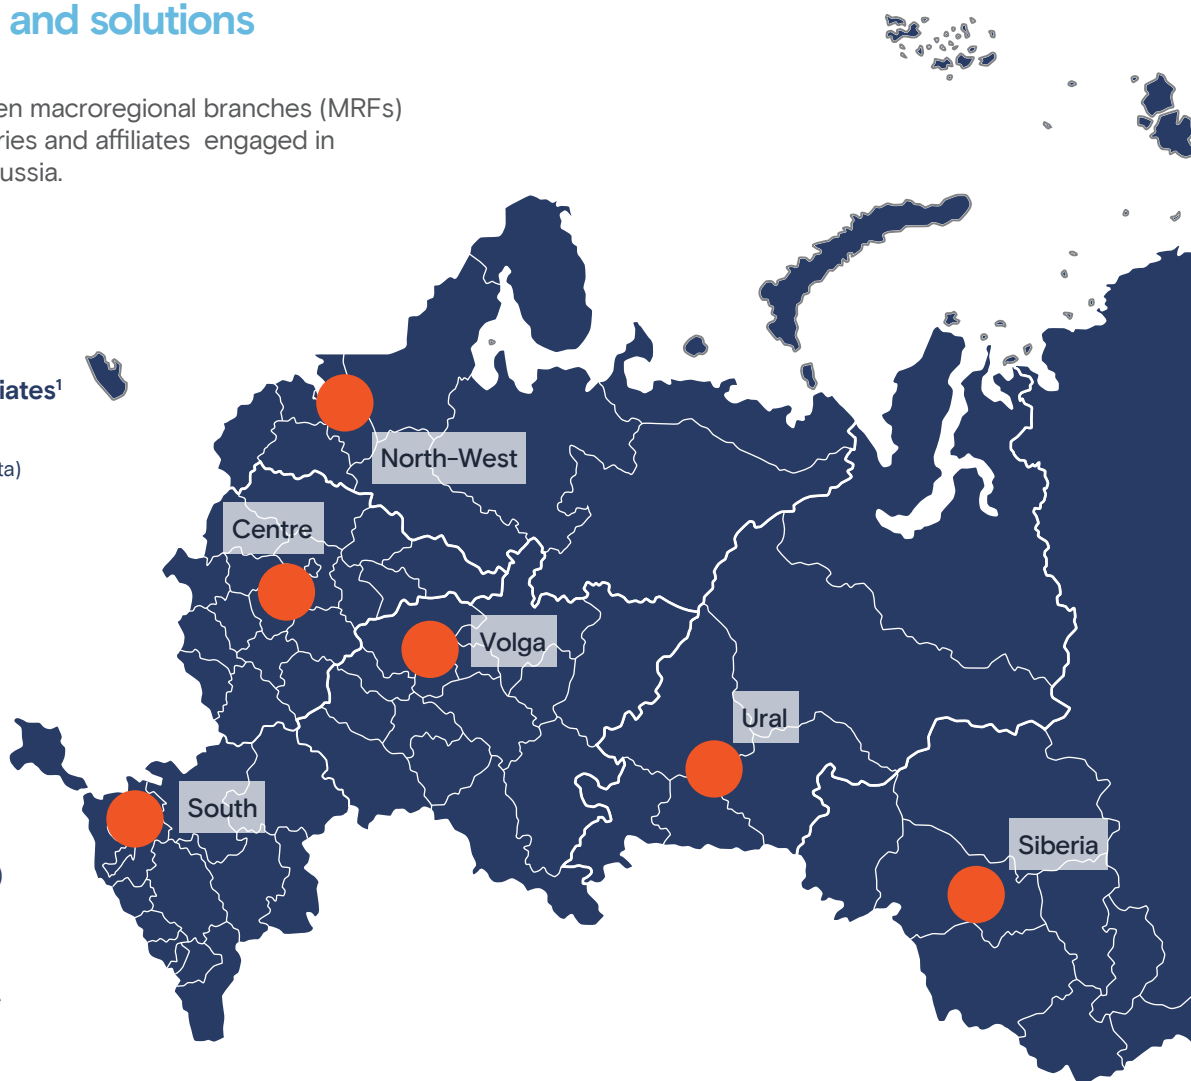 and solutions
en macroregional branches (MRFs)
ries and affiliates engaged in
ussia.
iates¹
ta)
North-West
Centre
Volga
Ural
South
Siberia
)